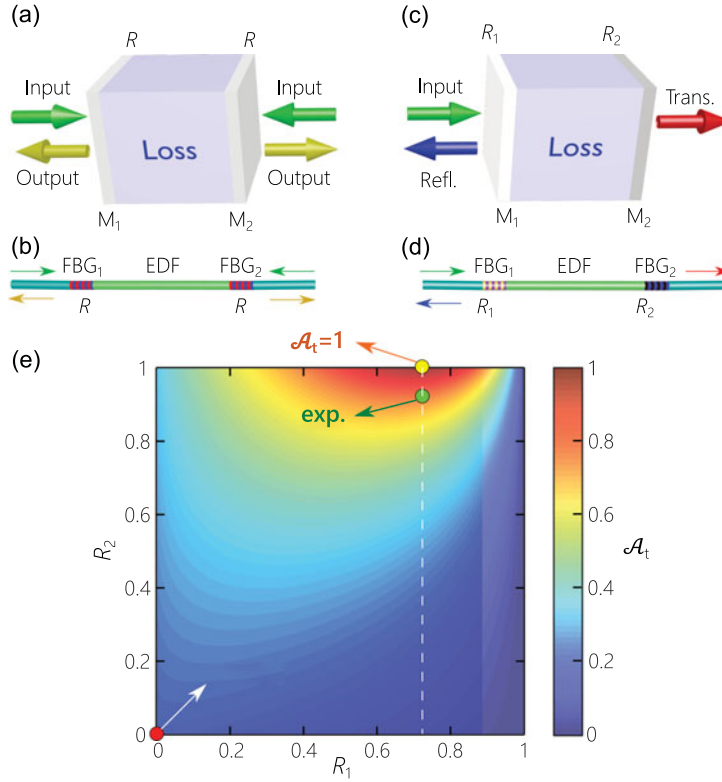 (a)
R R
Input Input
Loss
Output Output
M₁ M₂
(b)
FBG₁ EDF FBG₂
R R
(c)
R₁ R₂
Input Trans.
Loss
Refl.
M₁ M₂
(d)
FBG₁ EDF FBG₂
R₁ R₂
(e)
𝒜ₜ=1
exp.
1
0.8
0.6
0.4
0.2
0
R₂
0 0.2 0.4 0.6 0.8 1
R₁
1
0.8
0.6
0.4
0.2
0
𝒜ₜ